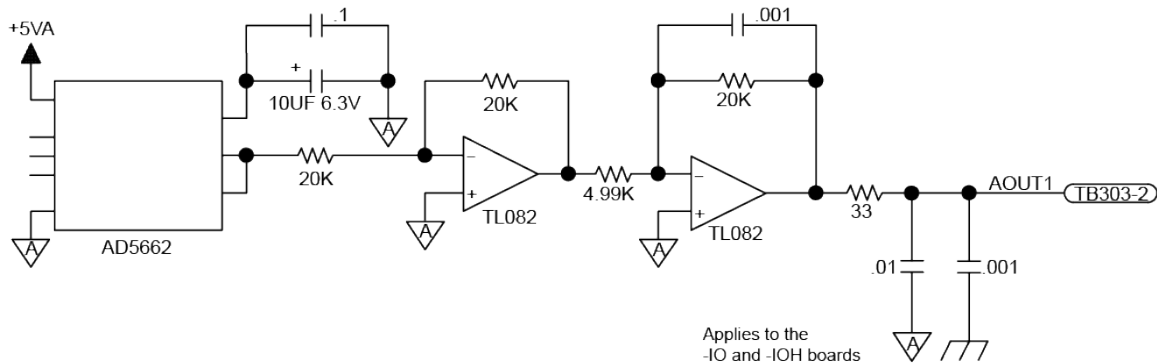 +5VA
.1
+
10UF 6.3V
A
20K
.001
20K
20K
−
+
TL082
A
4.99K
−
+
TL082
A
33
AOUT1
TB303-2
A
AD5662
.01
.001
A
Applies to the
-IO and -IOH boards